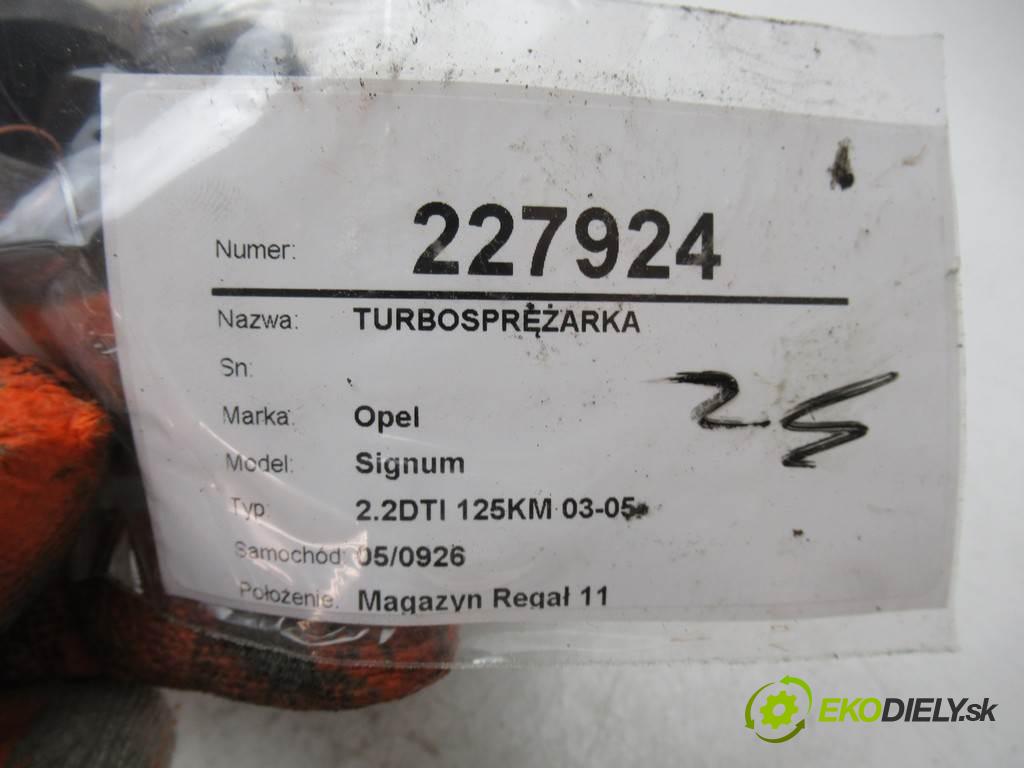 Numer: 227924
Nazwa: TURBOSPRĘŻARKA
Sn:
Marka: Opel
Model: Signum
Typ: 2.2DTI 125KM 03-05
Samochód: 05/0926
Położenie: Magazyn Regał 11
EKODIELY.sk